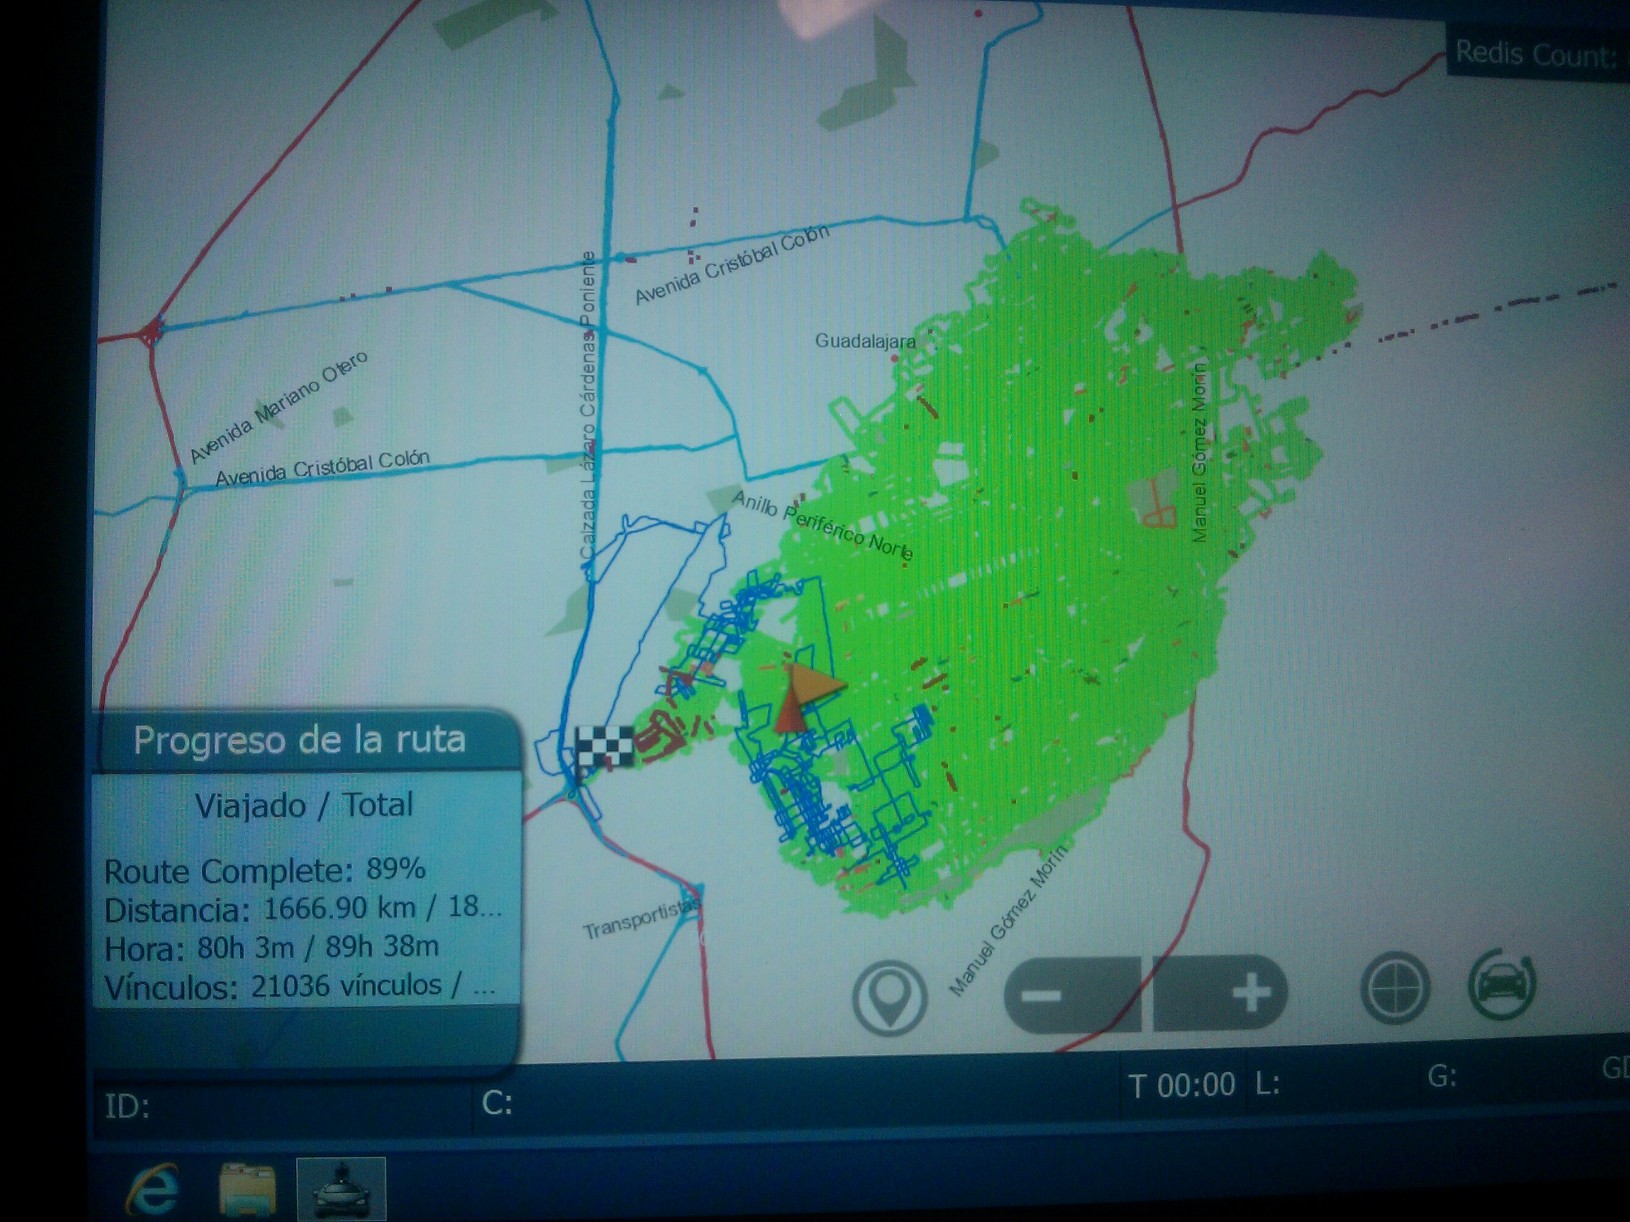 Redis Count:
Avenida Cristóbal Colón
Calzada Lázaro Cárdenas Poniente
Guadalajara
Avenida Mariano Otero
Avenida Cristóbal Colón
Manuel Gómez Morín
Anillo Periférico Norte
Progreso de la ruta
Viajado / Total
Route Complete: 89%
Distancia: 1666.90 km / 18...
Hora: 80h 3m / 89h 38m
Vínculos: 21036 vínculos / ...
Transportistas
Manuel Gómez Morín
ID:
C:
T 00:00
L:
G: